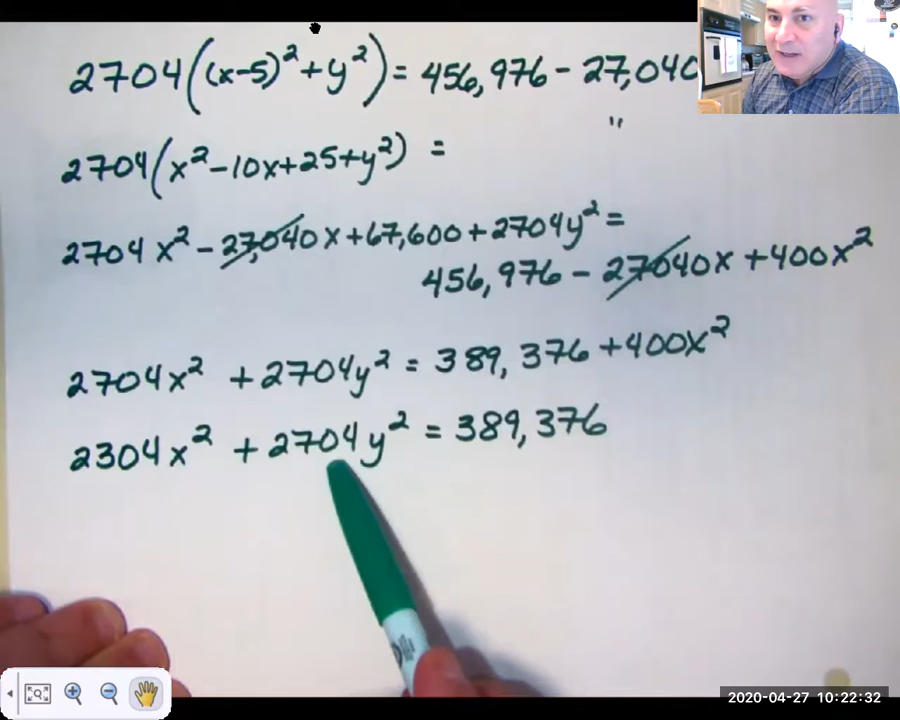 2704((x-5)²+y²) = 456,976 - 27,040
"
2704(x²-10x+25+y²) =
2704x² - 27,040x + 67,600 + 2704y² =
456,976 - 27040x + 400x²
2704x² + 2704y² = 389,376 + 400x²
2304x² + 2704y² = 389,376
2020-04-27 10:22:32